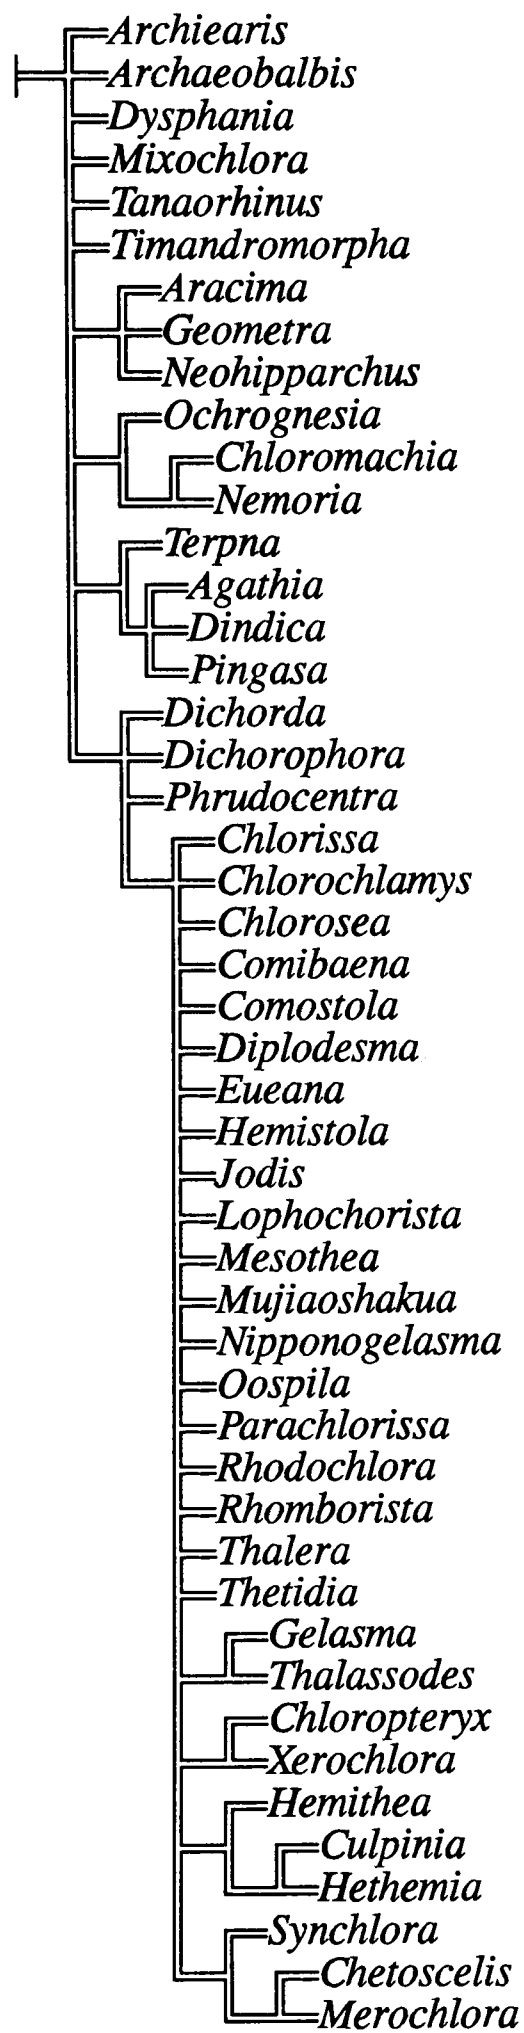 Archiearis
Archaeobalbis
Dysphania
Mixochlora
Tanaorhinus
Timandromorpha
Aracima
Geometra
Neohipparchus
Ochrognesia
Chloromachia
Nemoria
Terpna
Agathia
Dindica
Pingasa
Dichorda
Dichorophora
Phrudocentra
Chlorissa
Chlorochlamys
Chlorosea
Comibaena
Comostola
Diplodesma
Eueana
Hemistola
Jodis
Lophochorista
Mesothea
Mujiaoshakua
Nipponogelasma
Oospila
Parachlorissa
Rhodochlora
Rhomborista
Thalera
Thetidia
Gelasma
Thalassodes
Chloropteryx
Xerochlora
Hemithea
Culpinia
Hethemia
Synchlora
Chetoscelis
Merochlora